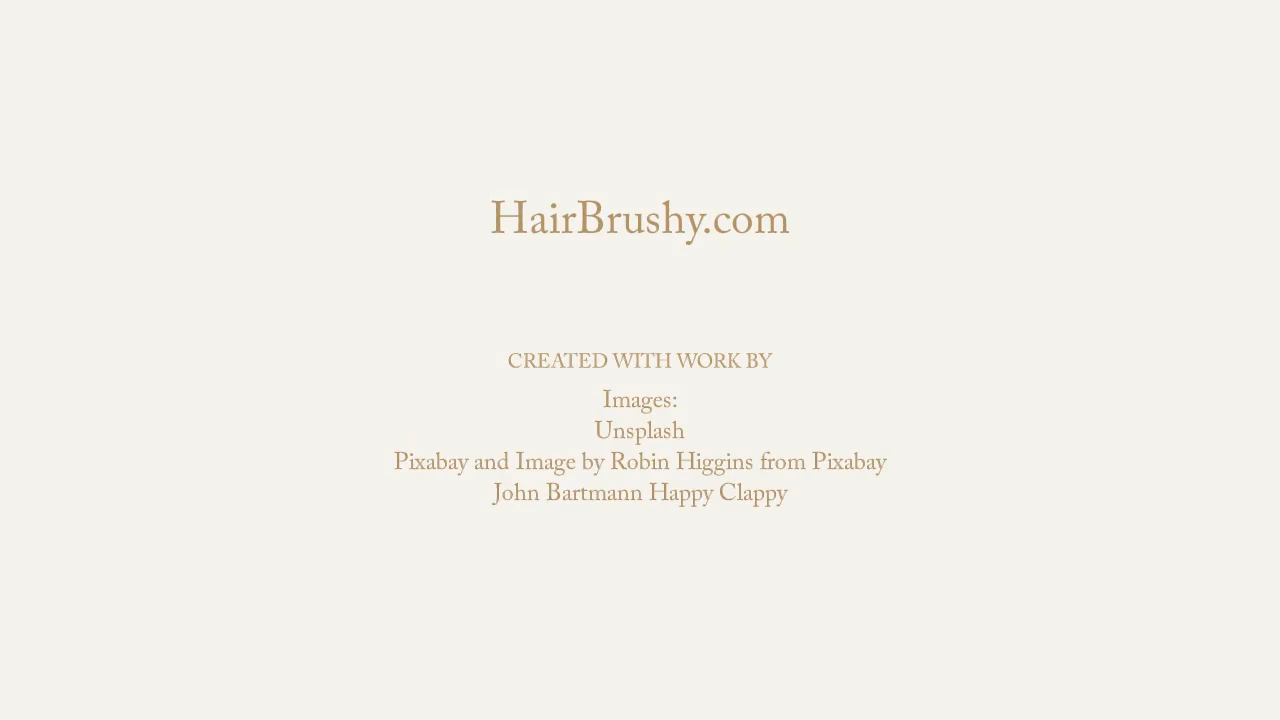 HairBrushy.com
CREATED WITH WORK BY
Images:
Unsplash
Pixabay and Image by Robin Higgins from Pixabay
John Bartmann Happy Clappy